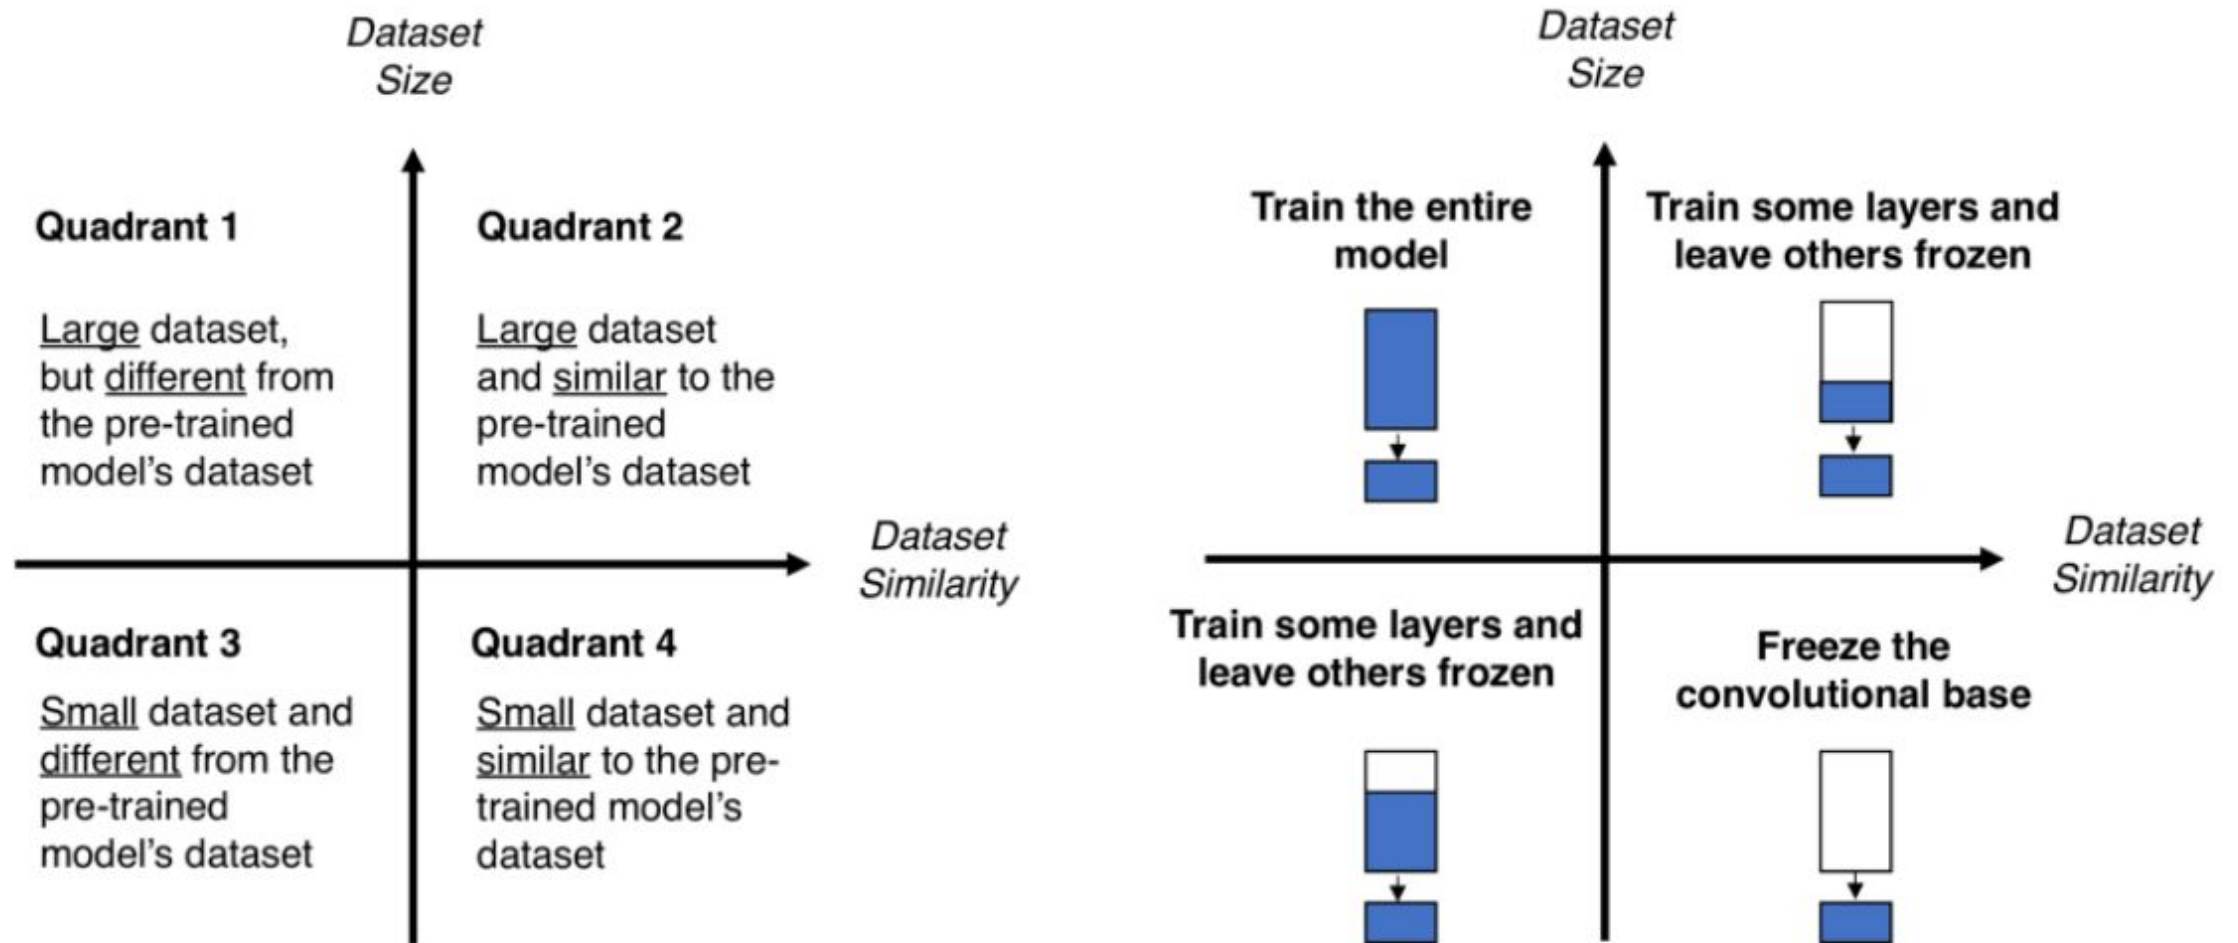 Dataset
Size
Quadrant 1
Large dataset,
but different from
the pre-trained
model’s dataset
Quadrant 2
Large dataset
and similar to the
pre-trained
model’s dataset
Dataset
Similarity
Quadrant 3
Small dataset and
different from the
pre-trained
model’s dataset
Quadrant 4
Small dataset and
similar to the pre-
trained model’s
dataset
Dataset
Size
Train the entire
model
Train some layers and
leave others frozen
Dataset
Similarity
Train some layers and
leave others frozen
Freeze the
convolutional base